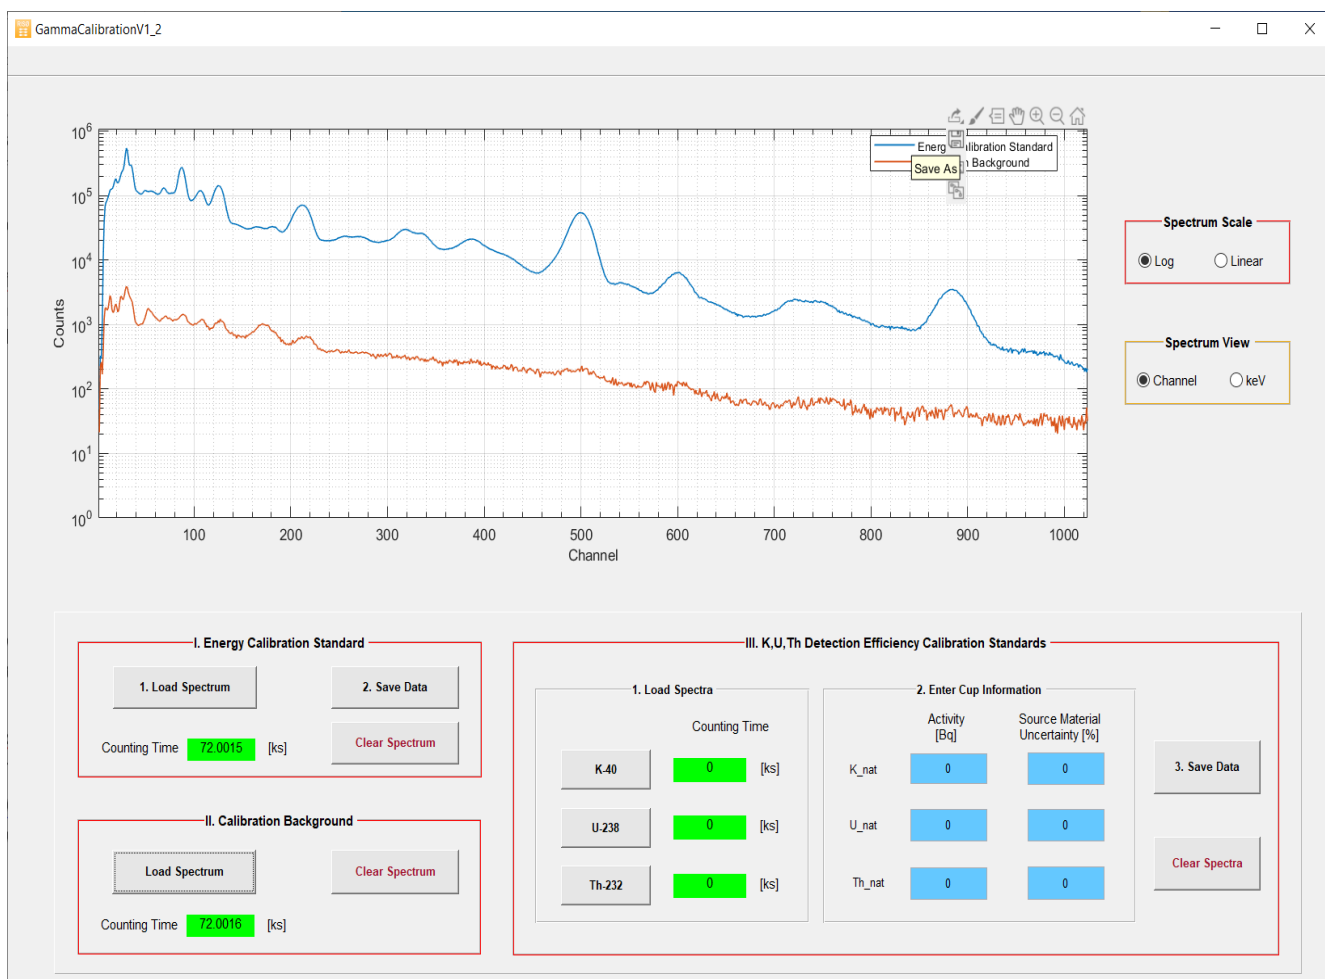 GammaCalibrationV1_2
Energ libration Standard
n Background
Save As
10^6
10^5
10^4
10^3
10^2
10^1
10^0
Counts
100 200 300 400 500 600 700 800 900 1000
Channel
Spectrum Scale
Log Linear
Spectrum View
Channel keV
I. Energy Calibration Standard
1. Load Spectrum 2. Save Data
Counting Time 72.0015 [ks] Clear Spectrum
II. Calibration Background
Load Spectrum Clear Spectrum
Counting Time 72.0016 [ks]
III. K,U,Th Detection Efficiency Calibration Standards
1. Load Spectra
Counting Time
K-40 0 [ks]
U-238 0 [ks]
Th-232 0 [ks]
2. Enter Cup Information
Activity Source Material
[Bq] Uncertainty [%]
K_nat 0 0
U_nat 0 0
Th_nat 0 0
3. Save Data
Clear Spectra